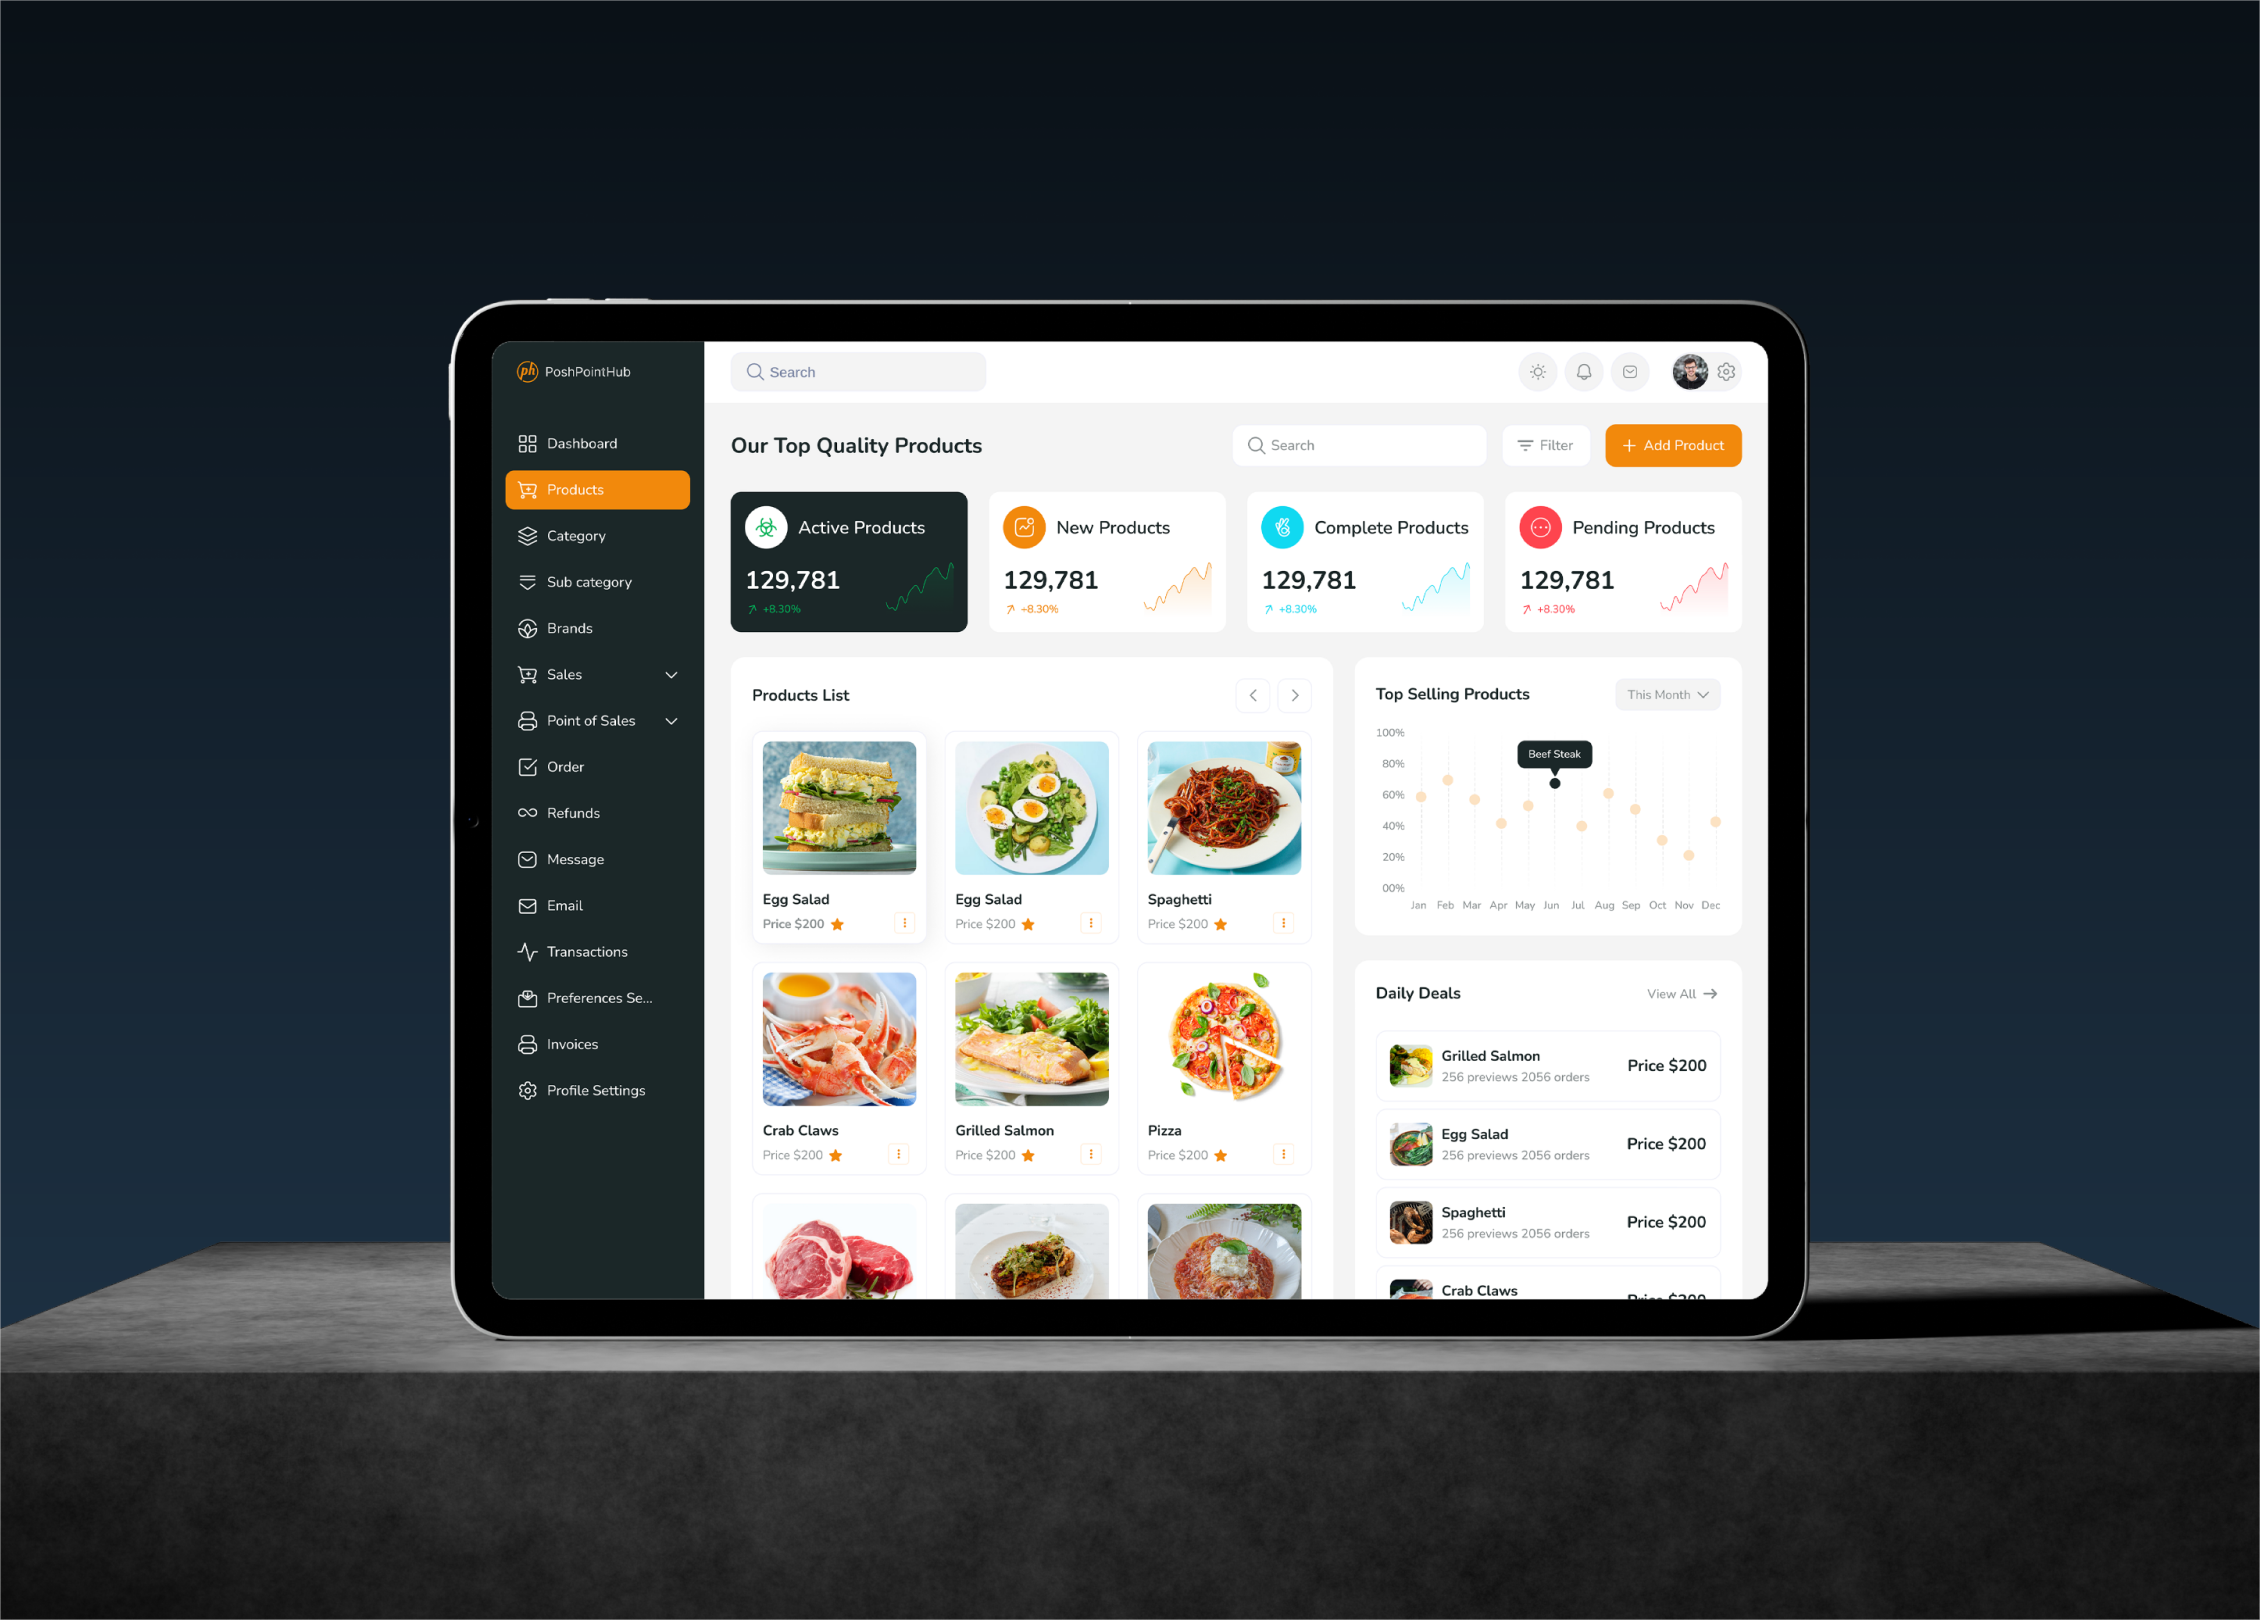 ph PoshPointHub
Search
Dashboard
Products
Category
Sub category
Brands
Sales
Point of Sales
Order
Refunds
Message
Email
Transactions
Preferences Se...
Invoices
Profile Settings
Our Top Quality Products
Search
Filter
+ Add Product
Active Products
129,781
+8.30%
New Products
129,781
+8.30%
Complete Products
129,781
+8.30%
Pending Products
129,781
+8.30%
Products List
Egg Salad
Price $200
Egg Salad
Price $200
Spaghetti
Price $200
Crab Claws
Price $200
Grilled Salmon
Price $200
Pizza
Price $200
Top Selling Products
This Month
100%
80%
60%
40%
20%
00%
Beef Steak
Jan Feb Mar Apr May Jun Jul Aug Sep Oct Nov Dec
Daily Deals
View All
Grilled Salmon
256 previews 2056 orders
Price $200
Egg Salad
256 previews 2056 orders
Price $200
Spaghetti
256 previews 2056 orders
Price $200
Crab Claws
Price $200